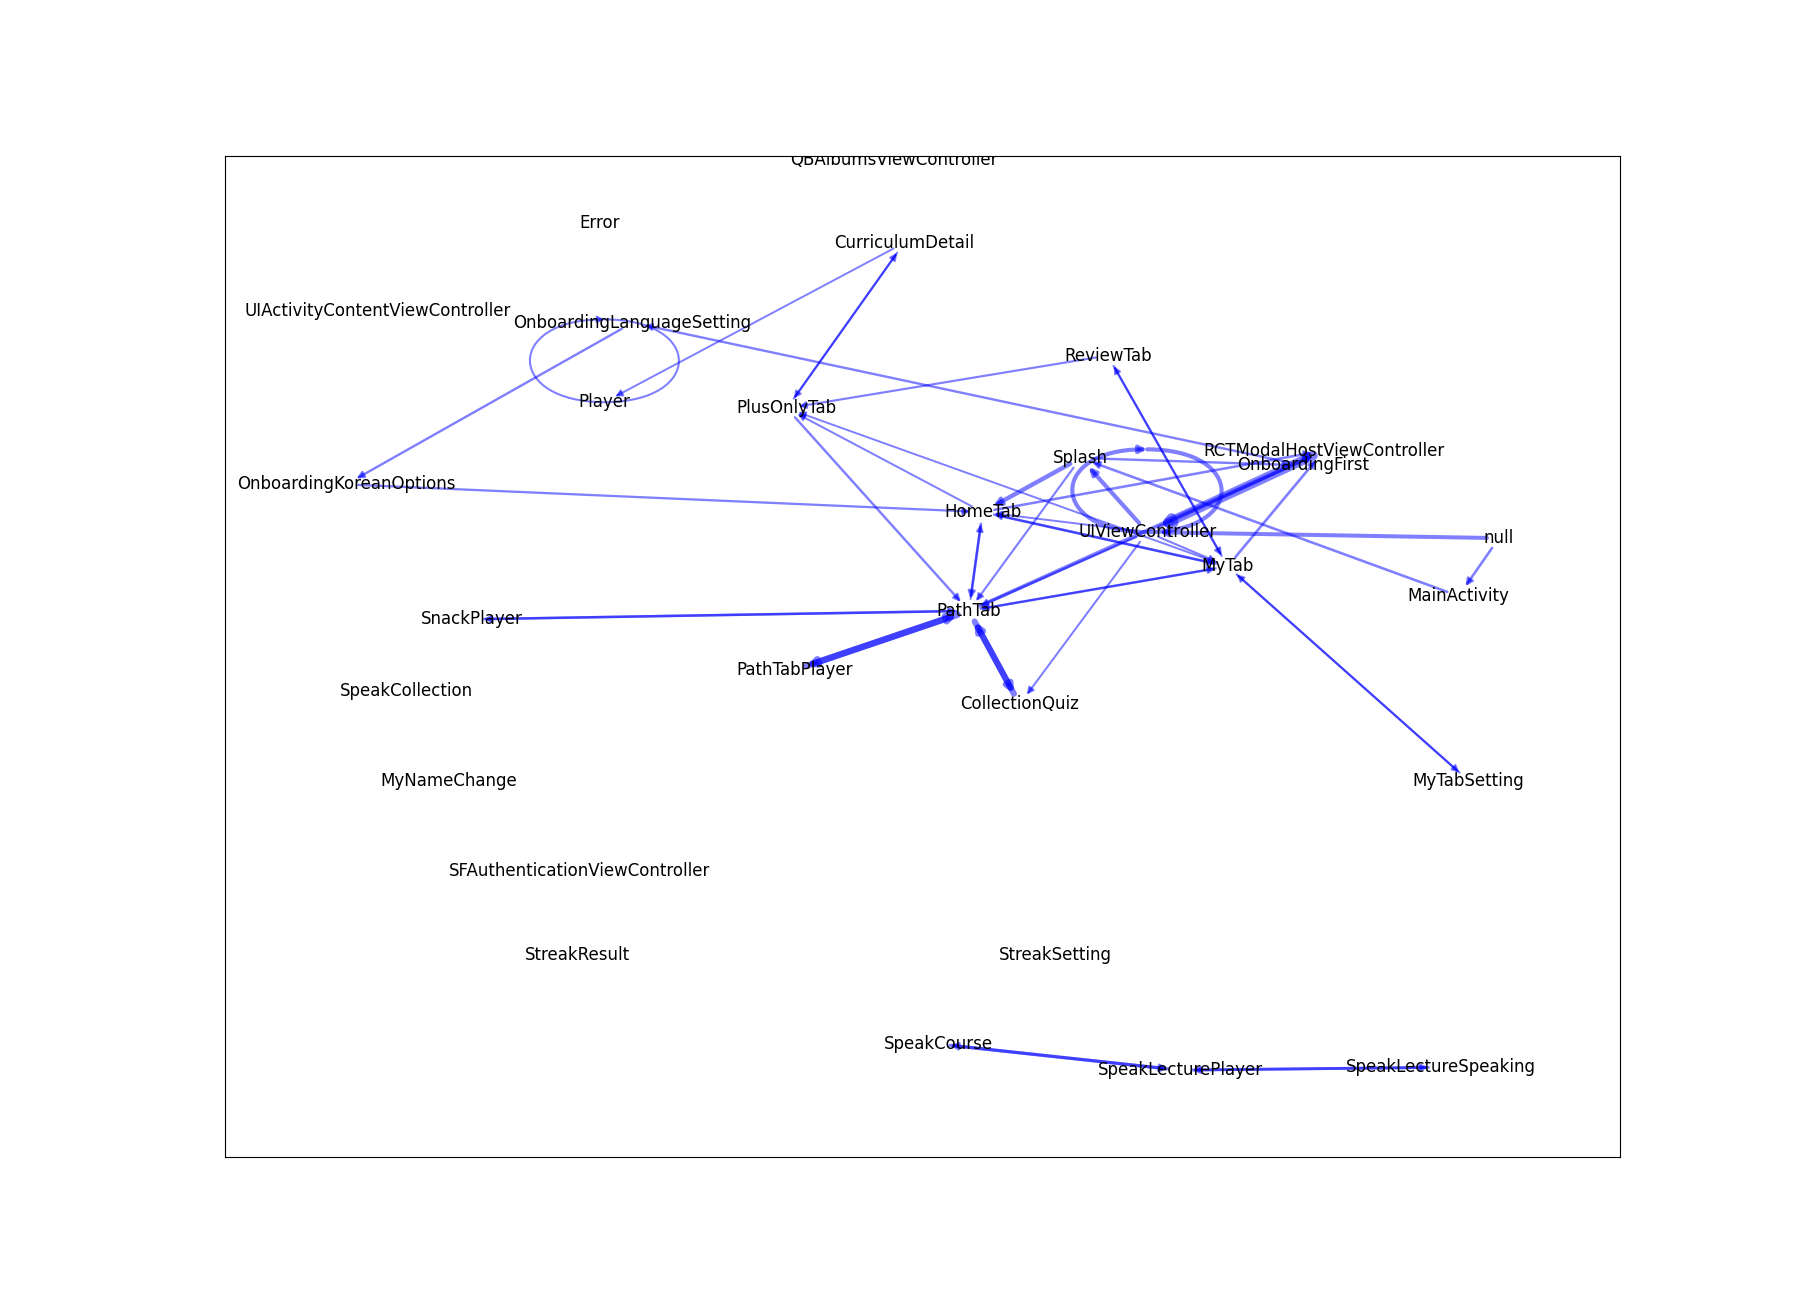 QBAlbumsViewController
Error
CurriculumDetail
UIActivityContentViewController
OnboardingLanguageSetting
ReviewTab
Player
PlusOnlyTab
RCTModalHostViewController
Splash
OnboardingFirst
OnboardingKoreanOptions
HomeTab
UIViewController
null
MyTab
MainActivity
PathTab
SnackPlayer
PathTabPlayer
SpeakCollection
CollectionQuiz
MyNameChange
MyTabSetting
SFAuthenticationViewController
StreakResult
StreakSetting
SpeakCourse
SpeakLecturePlayer
SpeakLectureSpeaking